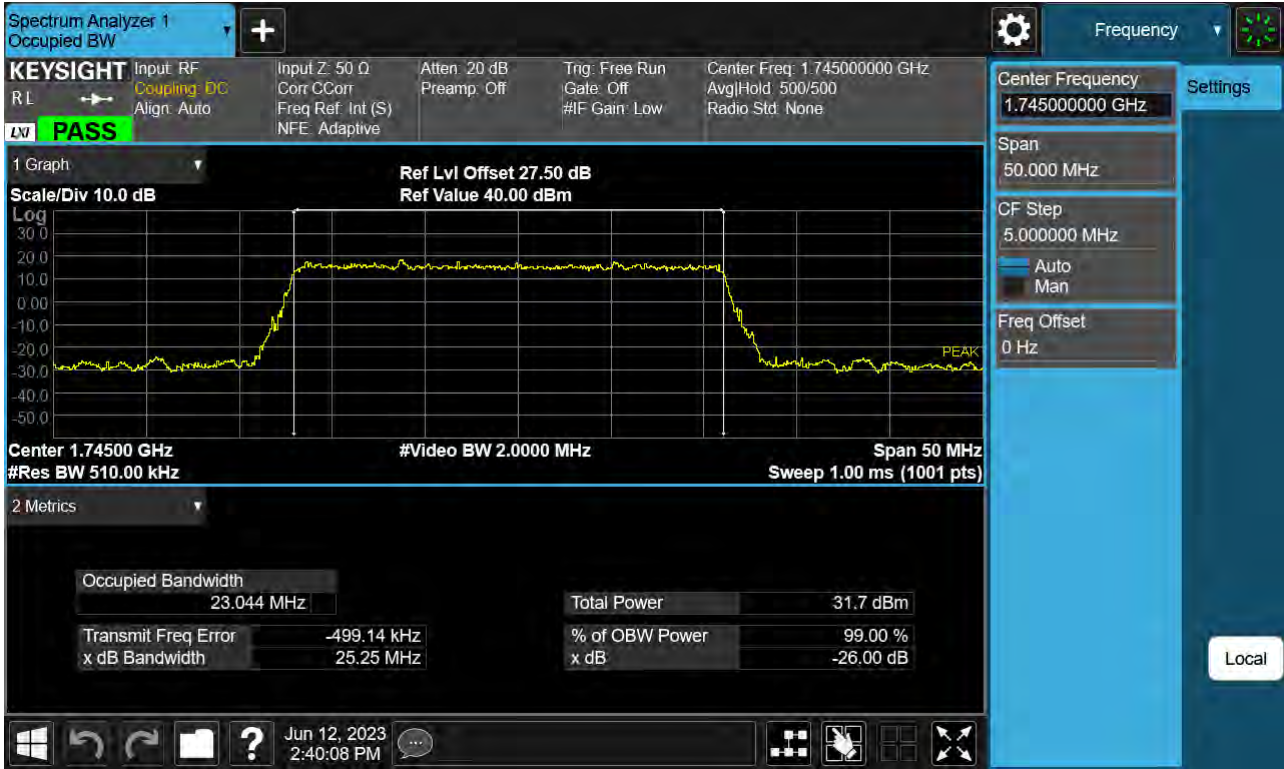 Spectrum Analyzer 1
Occupied BW
Frequency
KEYSIGHT
RL
LXI
PASS
Input: RF
Coupling: DC
Align: Auto
Input Z: 50 Ω
Corr CCorr
Freq Ref: Int (S)
NFE: Adaptive
Atten: 20 dB
Preamp: Off
Trig: Free Run
Gate: Off
#IF Gain: Low
Center Freq: 1.745000000 GHz
Avg|Hold: 500/500
Radio Std: None
1 Graph
Scale/Div 10.0 dB
Ref Lvl Offset 27.50 dB
Ref Value 40.00 dBm
Log
30.0
20.0
10.0
0.00
-10.0
-20.0
-30.0
-40.0
-50.0
PEAK
Center 1.74500 GHz
#Video BW 2.0000 MHz
Span 50 MHz
#Res BW 510.00 kHz
Sweep 1.00 ms (1001 pts)
2 Metrics
Occupied Bandwidth
23.044 MHz
Transmit Freq Error -499.14 kHz
x dB Bandwidth 25.25 MHz
Total Power 31.7 dBm
% of OBW Power 99.00 %
x dB -26.00 dB
Center Frequency
1.745000000 GHz
Span
50.000 MHz
CF Step
5.000000 MHz
Auto
Man
Freq Offset
0 Hz
Settings
Local
?
Jun 12, 2023
2:40:08 PM